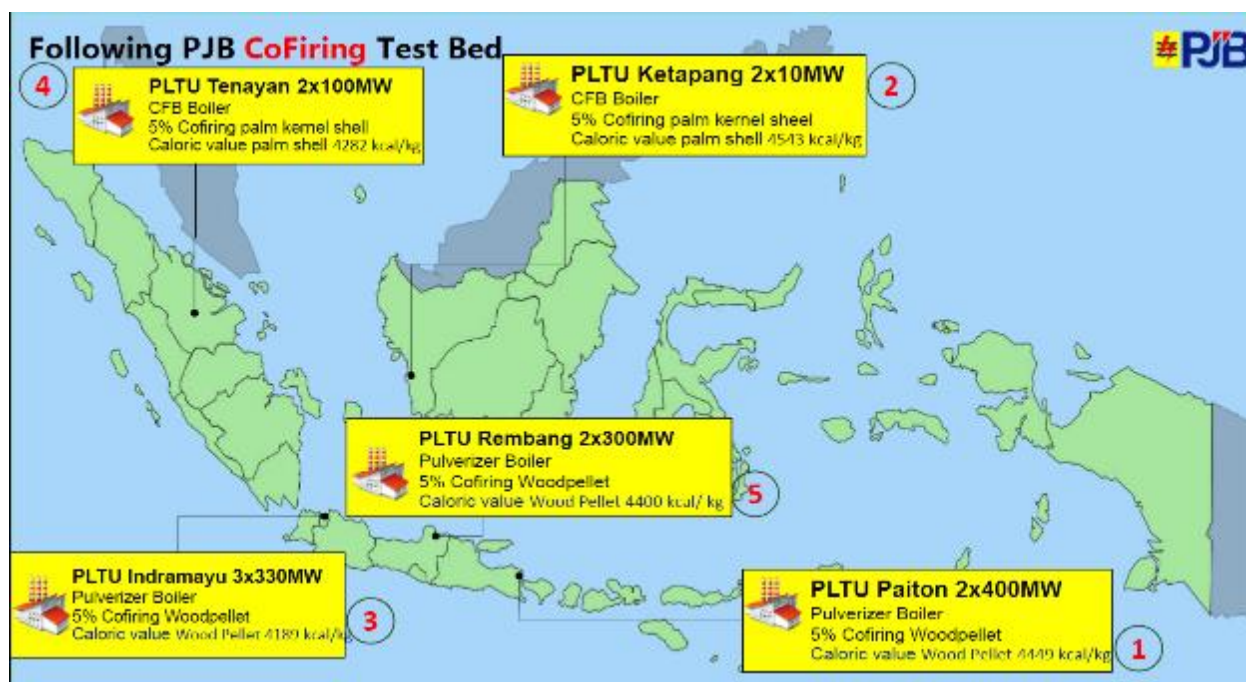 Following PJB CoFiring Test Bed
PJB
4
PLTU Tenayan 2x100MW
CFB Boiler
5% Cofiring palm kernel shell
Caloric value palm shell 4282 kcal/kg
PLTU Ketapang 2x10MW
CFB Boiler
5% Cofiring palm kernel sheel
Caloric value palm shell 4543 kcal/kg
2
PLTU Rembang 2x300MW
Pulverizer Boiler
5% Cofiring Woodpellet
Caloric value Wood Pellet 4400 kcal/ kg
5
PLTU Indramayu 3x330MW
Pulverizer Boiler
5% Cofiring Woodpellet
Caloric value Wood Pellet 4189 kcal/kg
3
PLTU Paiton 2x400MW
Pulverizer Boiler
5% Cofiring Woodpellet
Caloric value Wood Pellet 4449 kcal/kg
1